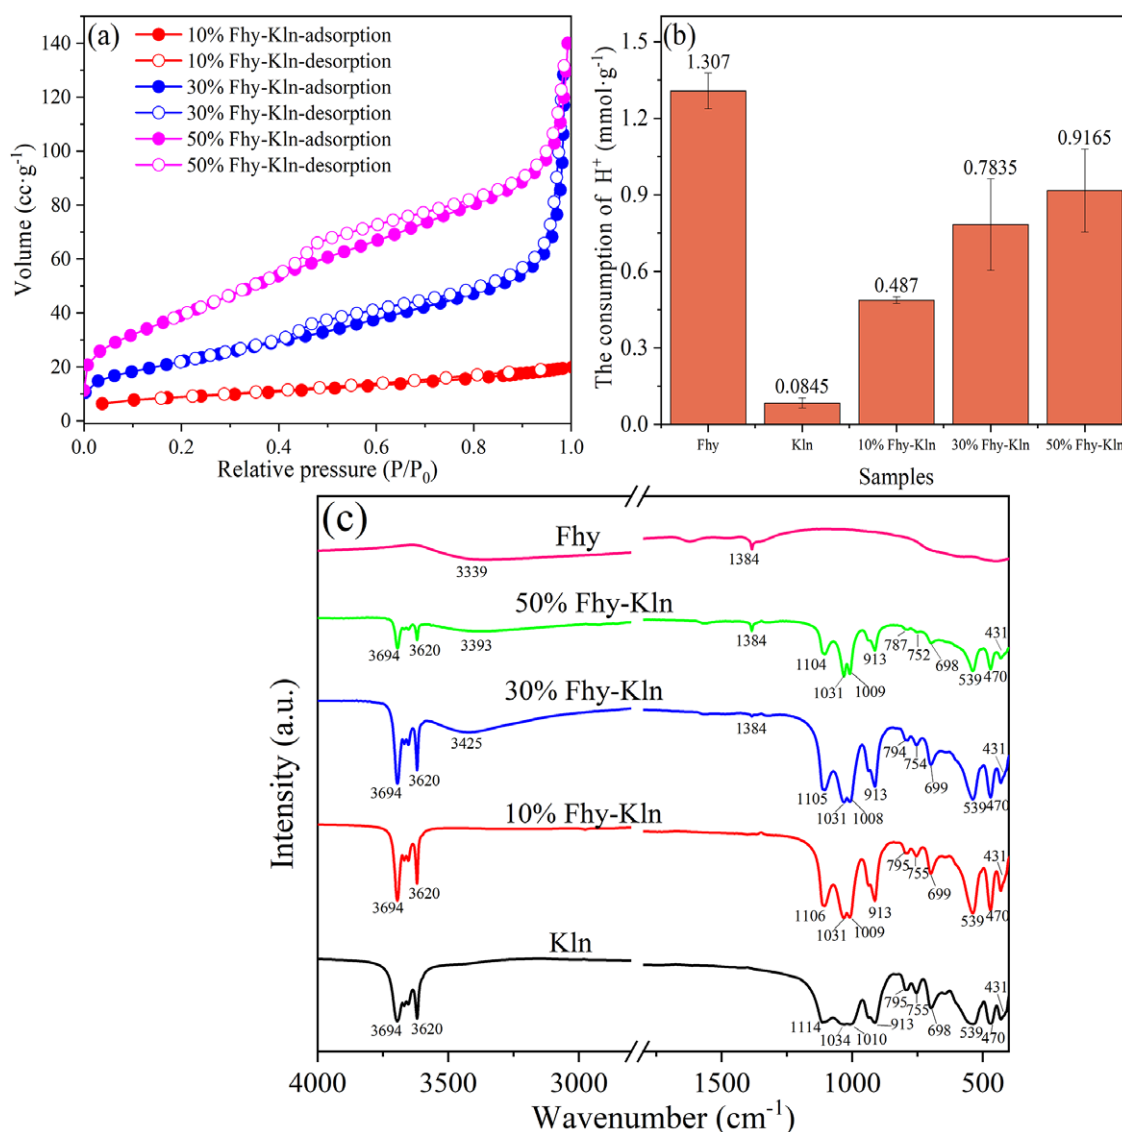 (a)
10% Fhy-Kln-adsorption
10% Fhy-Kln-desorption
30% Fhy-Kln-adsorption
30% Fhy-Kln-desorption
50% Fhy-Kln-adsorption
50% Fhy-Kln-desorption
Volume (cc·g⁻¹)
140
120
100
80
60
40
20
0
0.0 0.2 0.4 0.6 0.8 1.0
Relative pressure (P/P₀)
(b)
The consumption of H⁺ (mmol·g⁻¹)
1.5
1.2
0.9
0.6
0.3
0.0
1.307
0.0845
0.487
0.7835
0.9165
Fhy Kln 10% Fhy-Kln 30% Fhy-Kln 50% Fhy-Kln
Samples
(c)
Intensity (a.u.)
Fhy
3339 1384
50% Fhy-Kln
3694 3620 3393 1384 1104 1031 1009 913 787 752 698 539 470 431
30% Fhy-Kln
3694 3620 3425 1384 1105 1031 1008 913 794 754 699 539 470 431
10% Fhy-Kln
3694 3620 1106 1031 1009 913 795 755 699 539 470 431
Kln
3694 3620 1114 1034 1010 913 795 755 698 539 470 431
4000 3500 3000 1500 1000 500
Wavenumber (cm⁻¹)